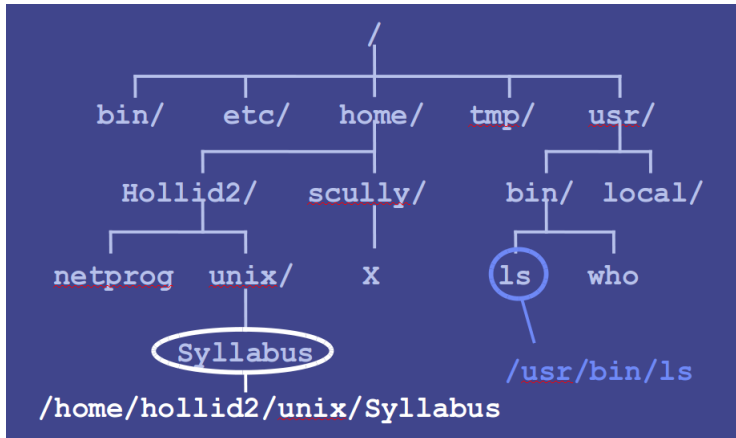 /
bin/ etc/ home/ tmp/ usr/
Hollid2/ scully/ bin/ local/
netprog unix/ X ls who
Syllabus
/usr/bin/ls
/home/hollid2/unix/Syllabus